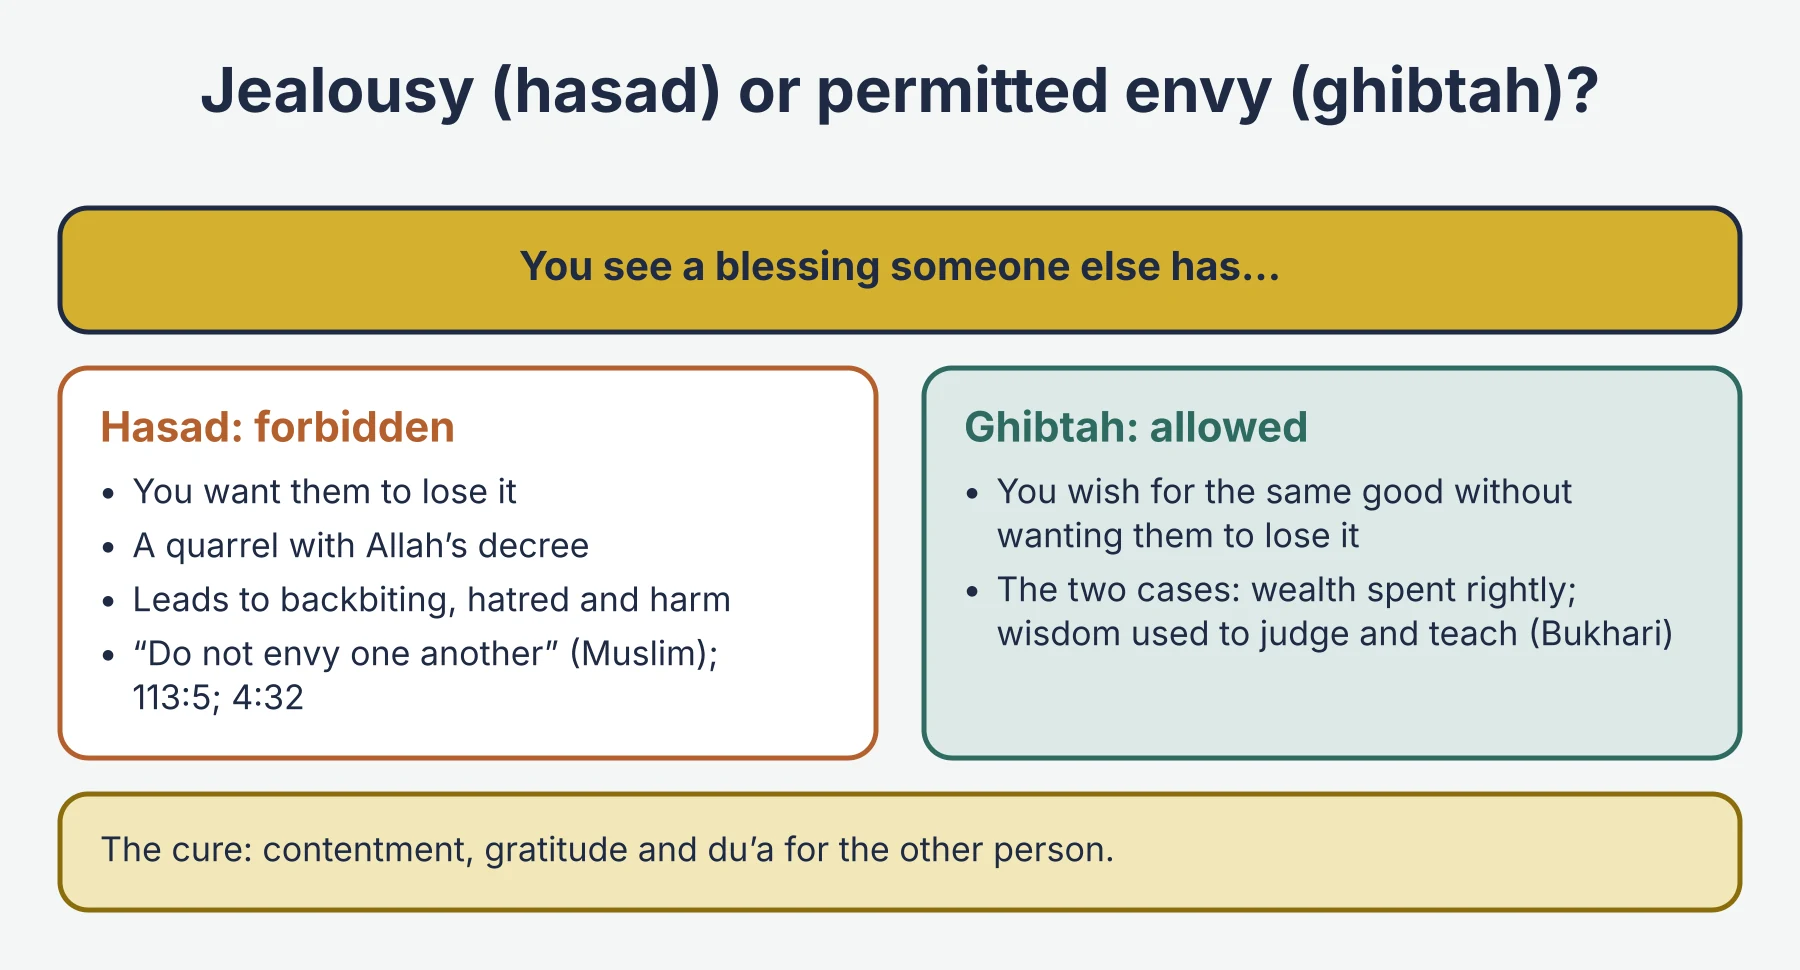 Jealousy (hasad) or permitted envy (ghibtah)?
You see a blessing someone else has…
Hasad: forbidden
• You want them to lose it
• A quarrel with Allah’s decree
• Leads to backbiting, hatred and harm
• “Do not envy one another” (Muslim);
113:5; 4:32
Ghibtah: allowed
• You wish for the same good without
wanting them to lose it
• The two cases: wealth spent rightly;
wisdom used to judge and teach (Bukhari)
The cure: contentment, gratitude and du’a for the other person.